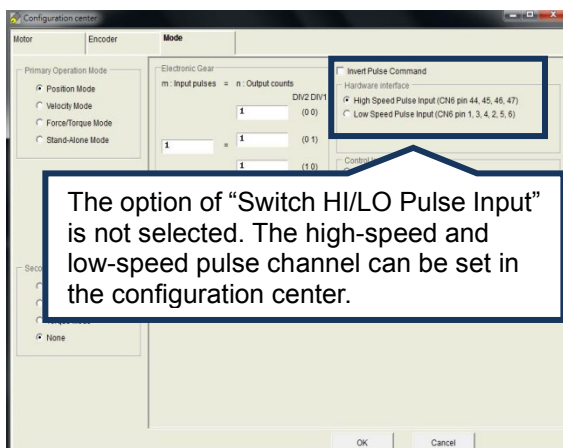 Configuration center
Motor Encoder Mode
Primary Operation Mode
Position Mode
Velocity Mode
Force/Torque Mode
Stand-Alone Mode
Electronic Gear
m : Input pulses = n : Output counts
DIV2 DIV1
1 (0 0)
1 = (0 1)
1 (1 0)
Invert Pulse Command
Hardware interface
High Speed Pulse Input (CN6 pin 44, 45, 46, 47)
Low Speed Pulse Input (CN6 pin 1, 3, 4, 2, 5, 6)
The option of “Switch HI/LO Pulse Input”
is not selected. The high-speed and
low-speed pulse channel can be set in
the configuration center.
None
OK Cancel